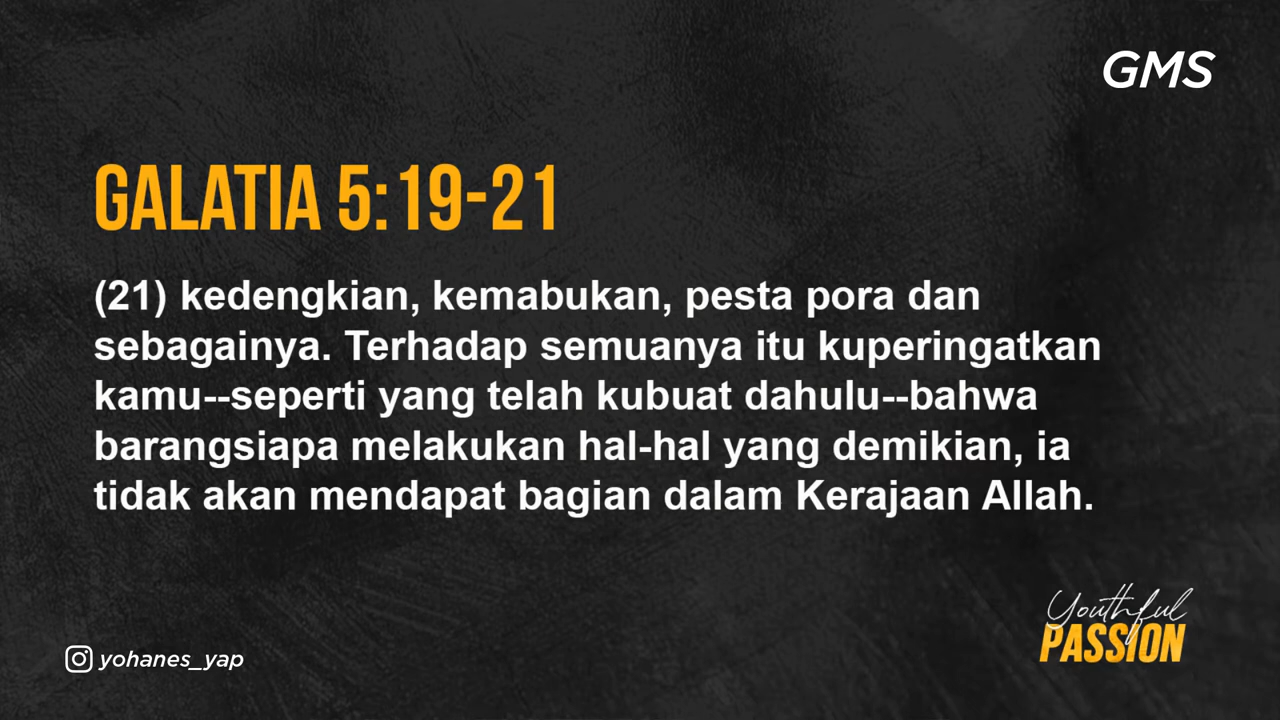 GMS
GALATIA 5:19-21
(21) kedengkian, kemabukan, pesta pora dan
sebagainya. Terhadap semuanya itu kuperingatkan
kamu--seperti yang telah kubuat dahulu--bahwa
barangsiapa melakukan hal-hal yang demikian, ia
tidak akan mendapat bagian dalam Kerajaan Allah.
Youthful
PASSION
yohanes_yap